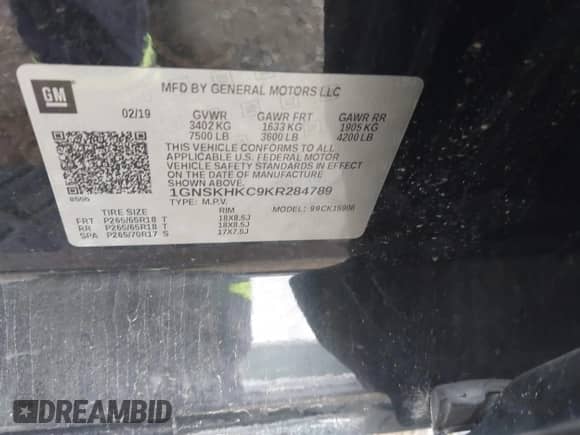 GM
MFD BY GENERAL MOTORS LLC
02/19 GVWR GAWR FRT GAWR RR
3402 KG 1633 KG 1905 KG
7500 LB 3600 LB 4200 LB
THIS VEHICLE CONFORMS TO ALL
APPLICABLE U.S. FEDERAL MOTOR
VEHICLE SAFETY STANDARDS IN EFFECT
ON THE DATE OF MANUFACTURE
SHOWN ABOVE.
1GNSKHKC9KR284789
TYPE: M.P.V. MODEL:
TIRE SIZE RIM
FRT P265/65R18 T 18X8.5J
RR P265/65R18 T 18X8.5J
SPA P265/70R17 S 17X7.5J
DREAMBID